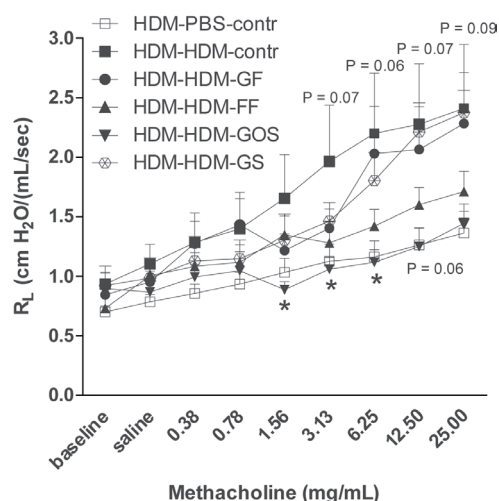 HDM-PBS-contr
HDM-HDM-contr
HDM-HDM-GF
HDM-HDM-FF
HDM-HDM-GOS
HDM-HDM-GS
P = 0.09
P = 0.07
P = 0.06
P = 0.07
P = 0.06
* * *
3.0
2.5
2.0
1.5
1.0
0.5
0.0
RL (cm H2O/(mL/sec)
baseline saline 0.38 0.78 1.56 3.13 6.25 12.50 25.00
Methacholine (mg/mL)